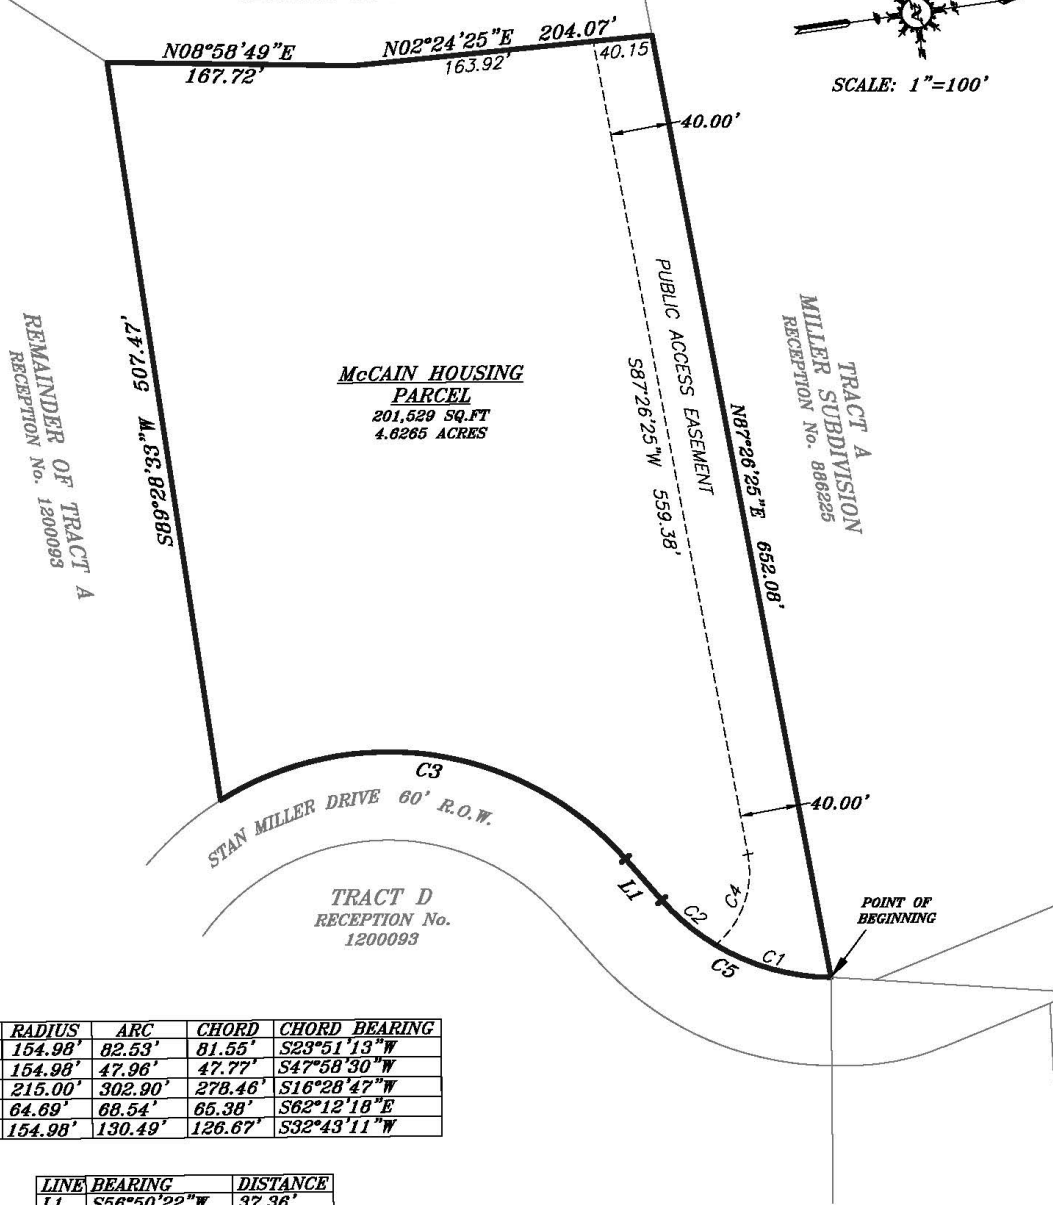 N08°58'49"E
167.72'
N02°24'25"E 204.07'
163.92'
40.15
SCALE: 1"=100'
40.00'
PUBLIC ACCESS EASEMENT
S87°26'25"W 559.38'
N87°26'25"E 652.08'
TRACT A
MILLER SUBDIVISION
RECEPTION No. 886225
S89°28'33"W 507.47'
REMAINDER OF TRACT A
RECEPTION No. 1200093
McCAIN HOUSING
PARCEL
201,529 SQ.FT
4.6265 ACRES
C3
STAN MILLER DRIVE 60' R.O.W.
40.00'
L1
C2
C4
C5
C1
POINT OF
BEGINNING
TRACT D
RECEPTION No.
1200093
RADIUS ARC CHORD CHORD BEARING
154.98' 82.53' 81.55' S23°51'13"W
154.98' 47.96' 47.77' S47°58'30"W
215.00' 302.90' 278.46' S16°28'47"W
64.69' 68.54' 65.38' S62°12'18"E
154.98' 130.49' 126.67' S32°43'11"W
LINE BEARING DISTANCE
L1 S56°50'22"W 37.36'